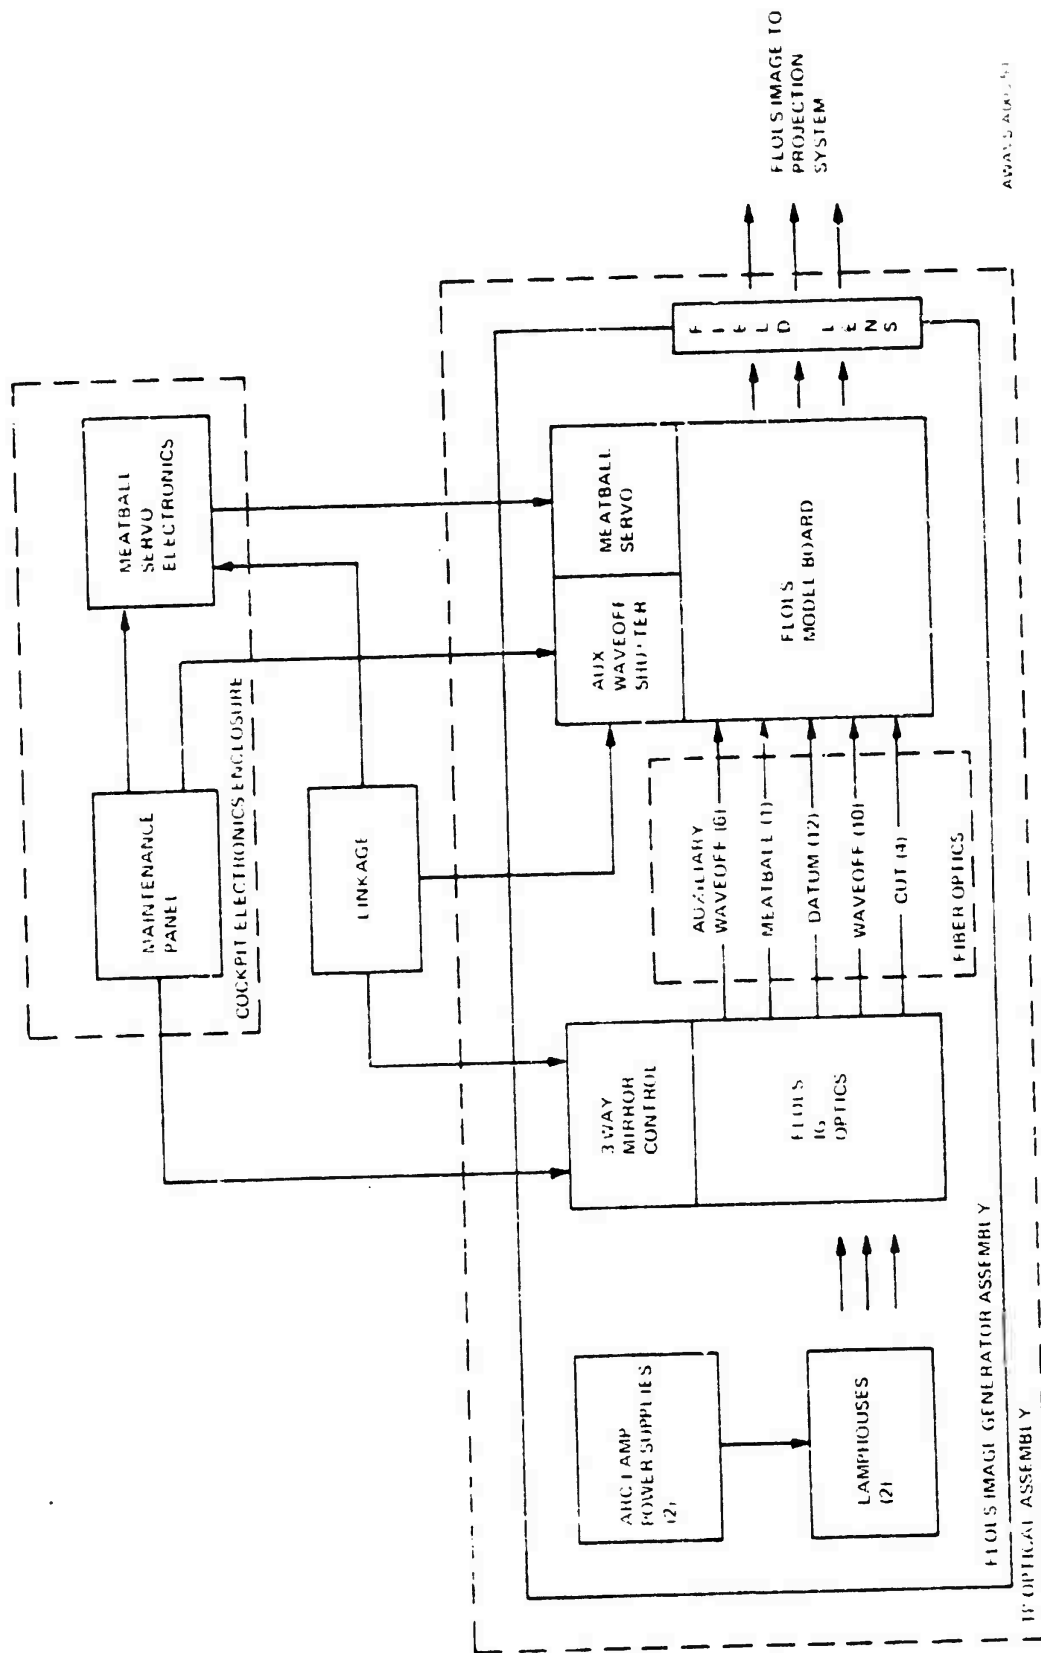 MEATBALL
SERVO
ELECTRONICS
MAINTENANCE
PANEL
COCKPIT ELECTRONICS ENCLOSURE
LINKAGE
ARC LAMP
POWER SUPPLIES
(2)
LAMPHOUSES
(2)
3 WAY
MIRROR
CONTROL
FLOLS
IG
OPTICS
AUXILIARY
WAVEOFF (6)
MEATBALL (1)
DATUM (12)
WAVEOFF (10)
CUT (4)
FIBER OPTICS
AUX
WAVEOFF
SHUTTER
MEATBALL
SERVO
FLOLS
MODEL BOARD
FIELD LENS
FLOLS IMAGE TO
PROJECTION
SYSTEM
FLOLS IMAGE GENERATOR ASSEMBLY
OPTICAL ASSEMBLY